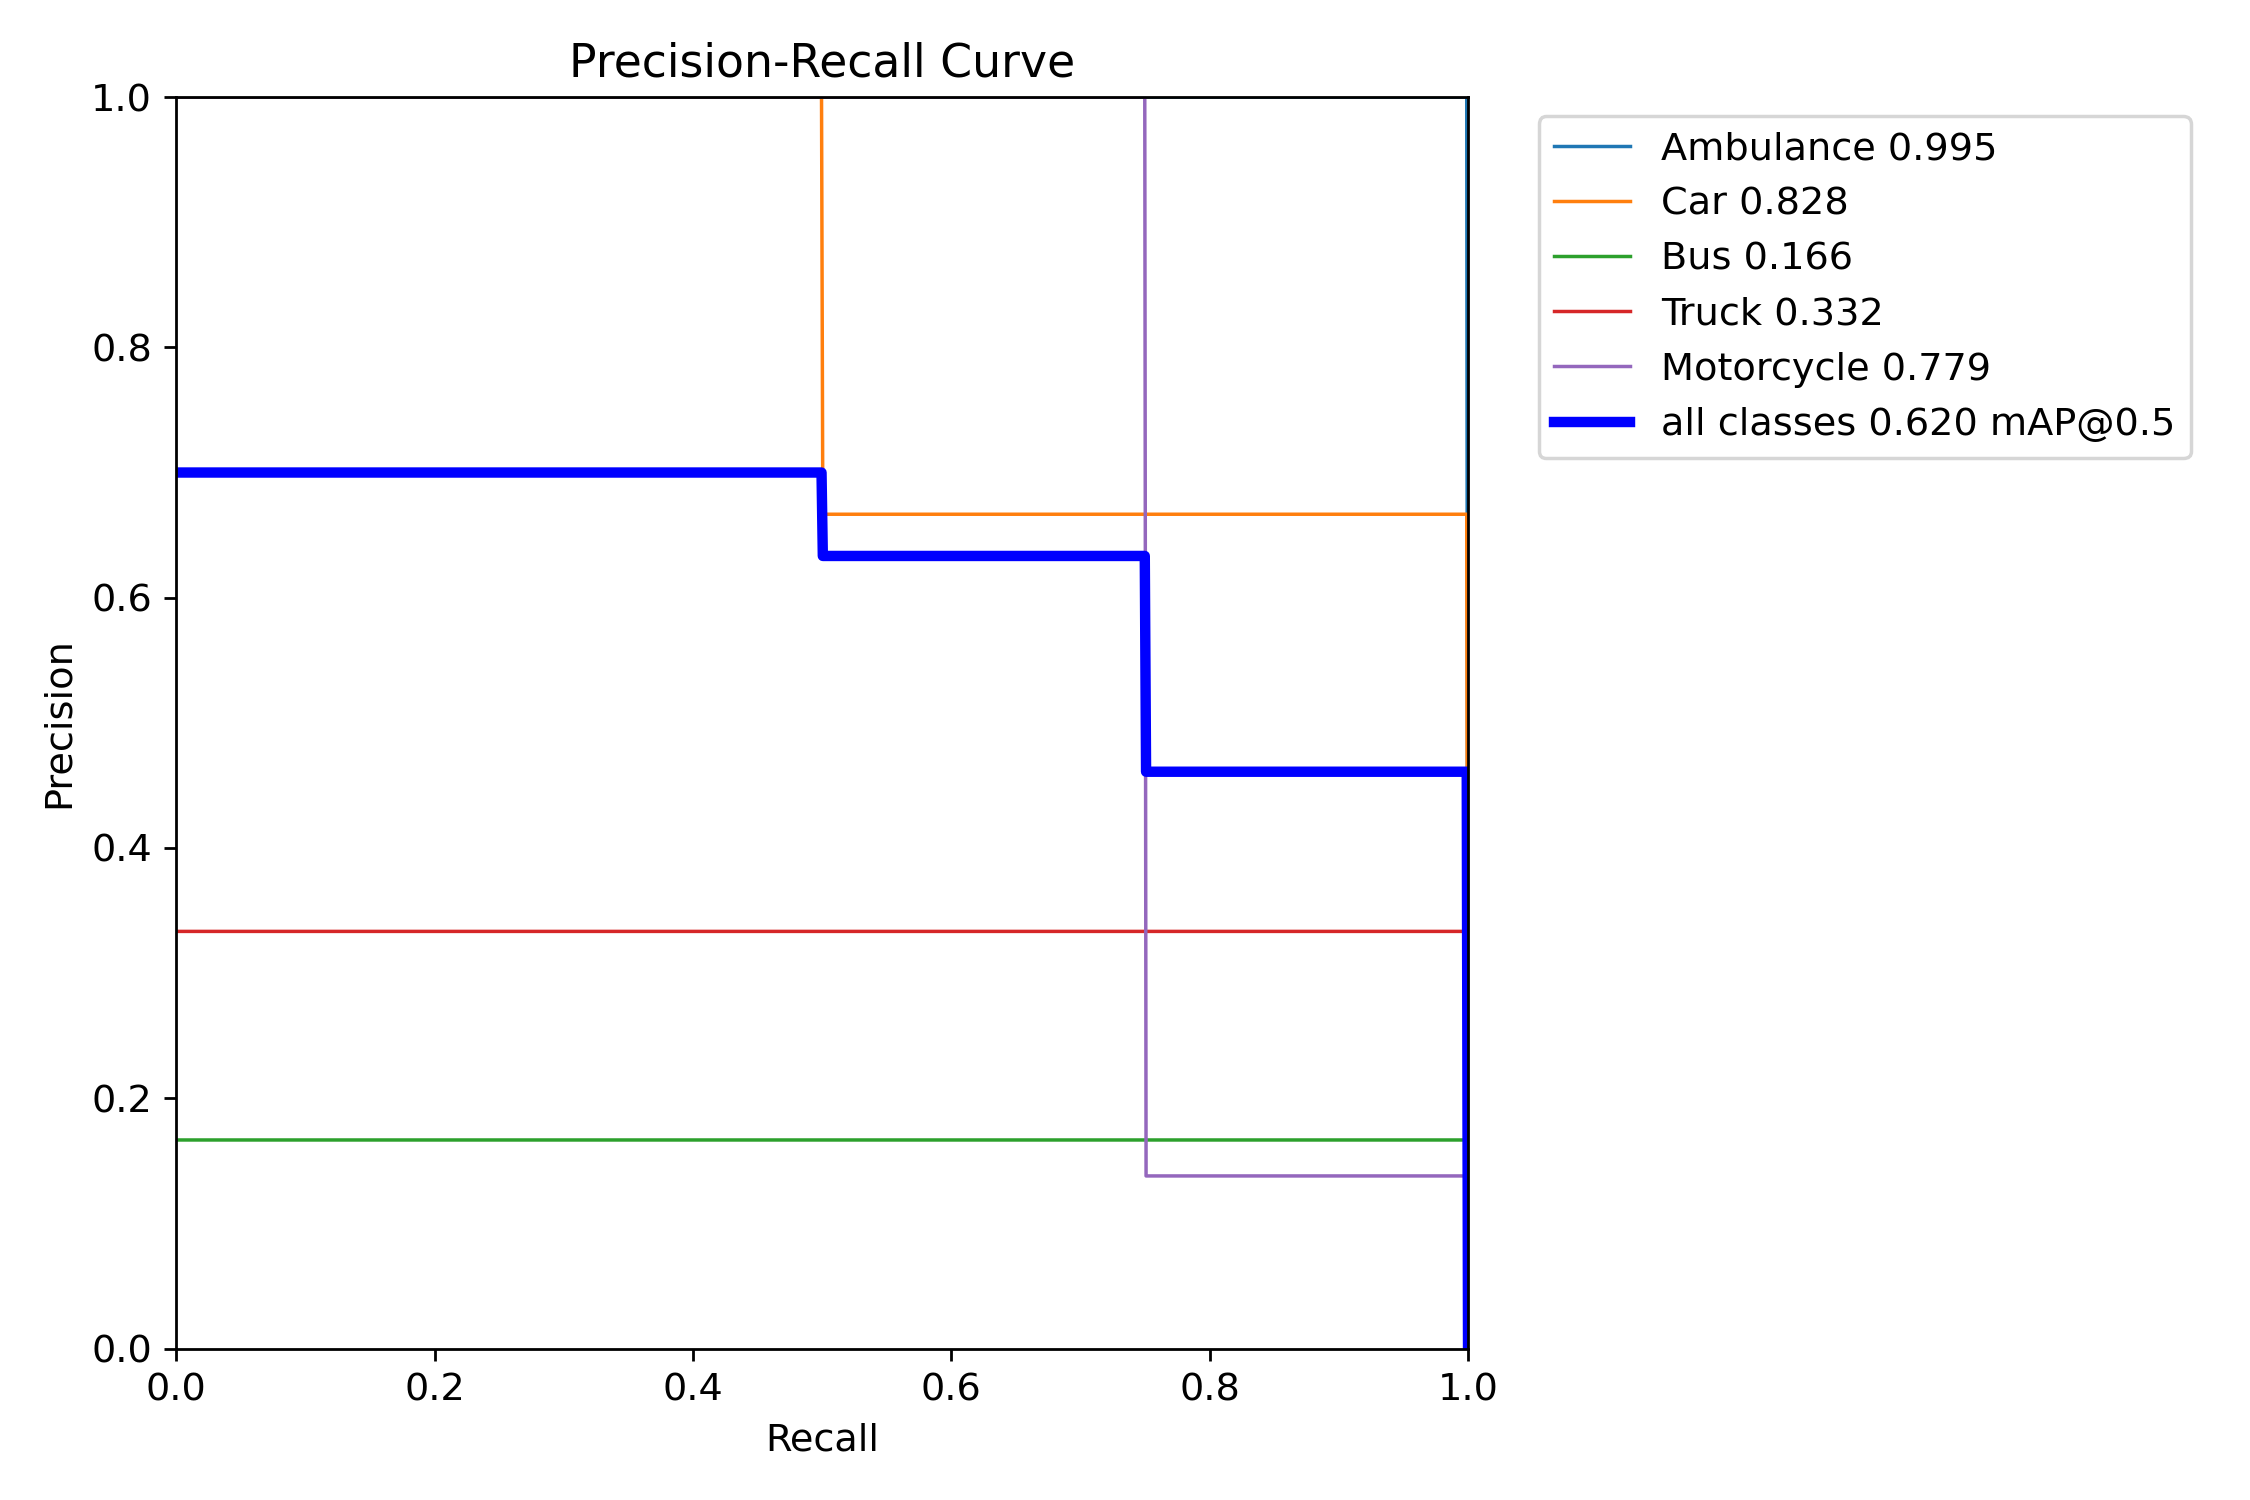 Precision-Recall Curve
1.0
0.8
0.6
0.4
0.2
0.0
Precision
0.0 0.2 0.4 0.6 0.8 1.0
Recall
Ambulance 0.995
Car 0.828
Bus 0.166
Truck 0.332
Motorcycle 0.779
all classes 0.620 mAP@0.5